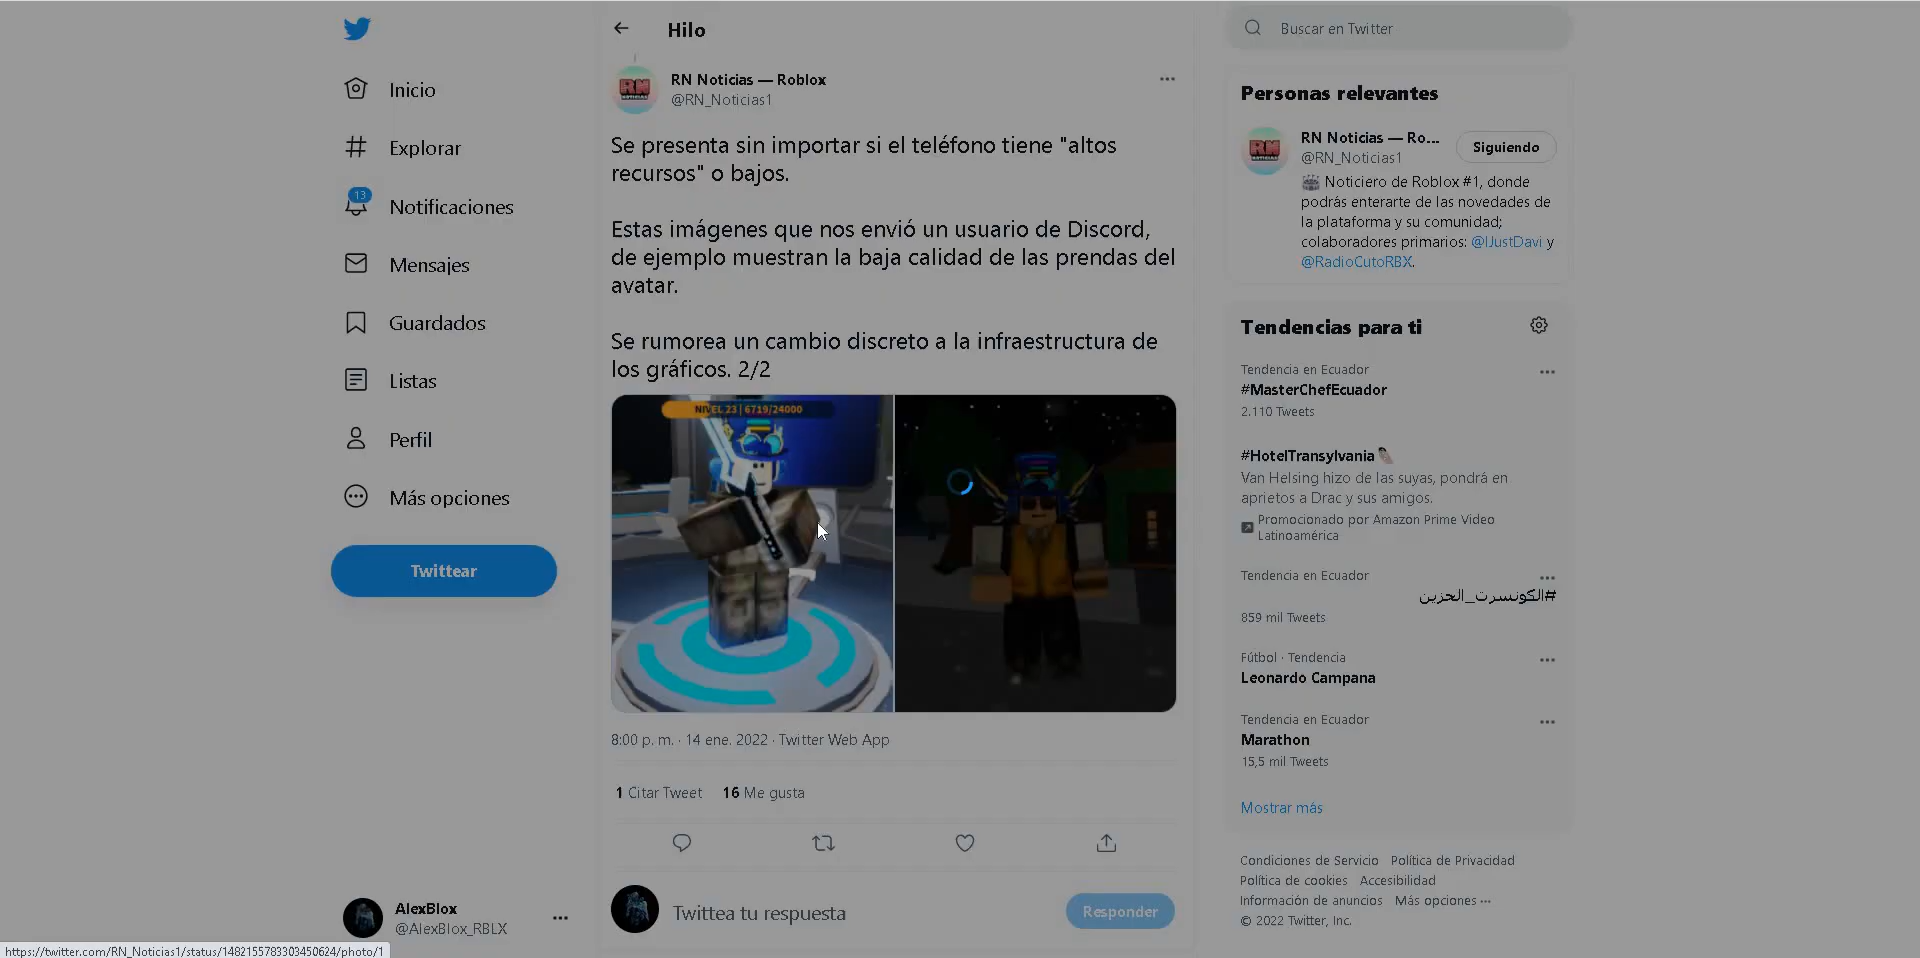 Inicio
Explorar
13
Notificaciones
Mensajes
Guardados
Listas
Perfil
Más opciones
Twittear
AlexBlox
@AlexBlox_RBLX
Hilo
RN Noticias — Roblox
@RN_Noticias1
Se presenta sin importar si el teléfono tiene "altos
recursos" o bajos.
Estas imágenes que nos envió un usuario de Discord,
de ejemplo muestran la baja calidad de las prendas del
avatar.
Se rumorea un cambio discreto a la infraestructura de
los gráficos. 2/2
NIVEL 23 | 6719/24000
8:00 p. m. · 14 ene. 2022 · Twitter Web App
1 Citar Tweet 16 Me gusta
Twittea tu respuesta
Responder
Buscar en Twitter
Personas relevantes
RN Noticias — Ro...
@RN_Noticias1
Siguiendo
Noticiero de Roblox #1, donde
podrás enterarte de las novedades de
la plataforma y su comunidad;
colaboradores primarios: @IJustDavi y
@RadioCutoRBX.
Tendencias para ti
Tendencia en Ecuador
#MasterChefEcuador
2.110 Tweets
#HotelTransylvania
Van Helsing hizo de las suyas, pondrá en
aprietos a Drac y sus amigos.
Promocionado por Amazon Prime Video
Latinoamérica
Tendencia en Ecuador
#الكونسرت_الحزين
859 mil Tweets
Fútbol · Tendencia
Leonardo Campana
Tendencia en Ecuador
Marathon
15,5 mil Tweets
Mostrar más
Condiciones de Servicio Política de Privacidad
Política de cookies Accesibilidad
Información de anuncios Más opciones ···
© 2022 Twitter, Inc.
https://twitter.com/RN_Noticias1/status/1482155783303450624/photo/1